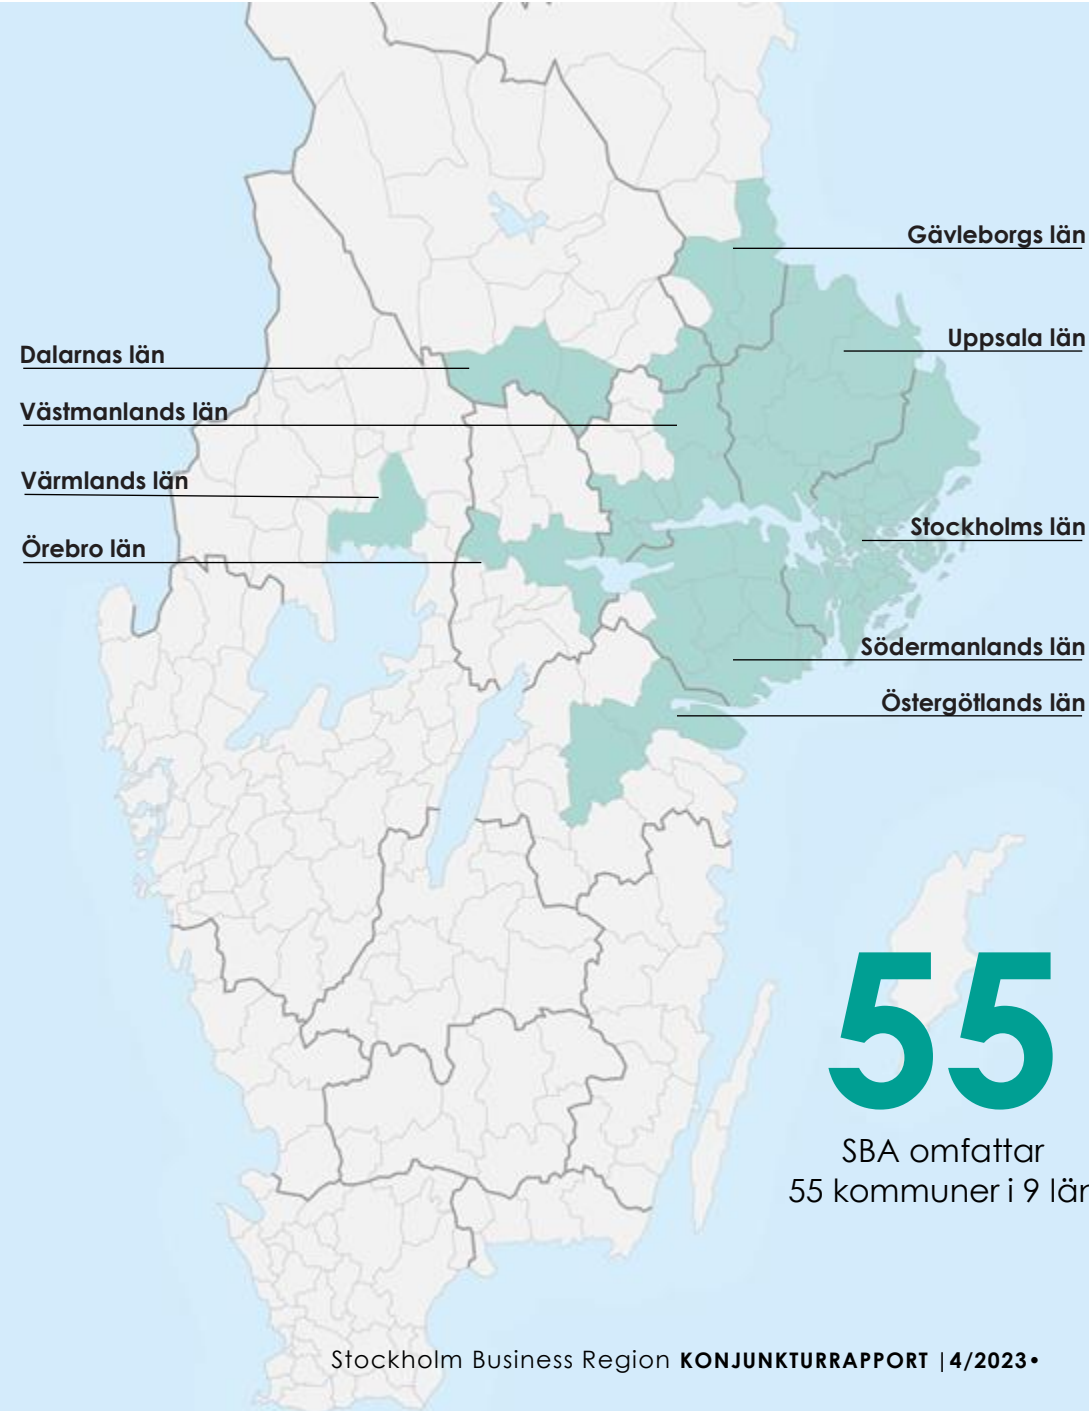 Gävleborgs län
Uppsala län
Dalarnas län
Västmanlands län
Värmlands län
Stockholms län
Örebro län
Södermanlands län
Östergötlands län
55
SBA omfattar
55 kommuner i 9 län
Stockholm Business Region KONJUNKTURRAPPORT |4/2023•